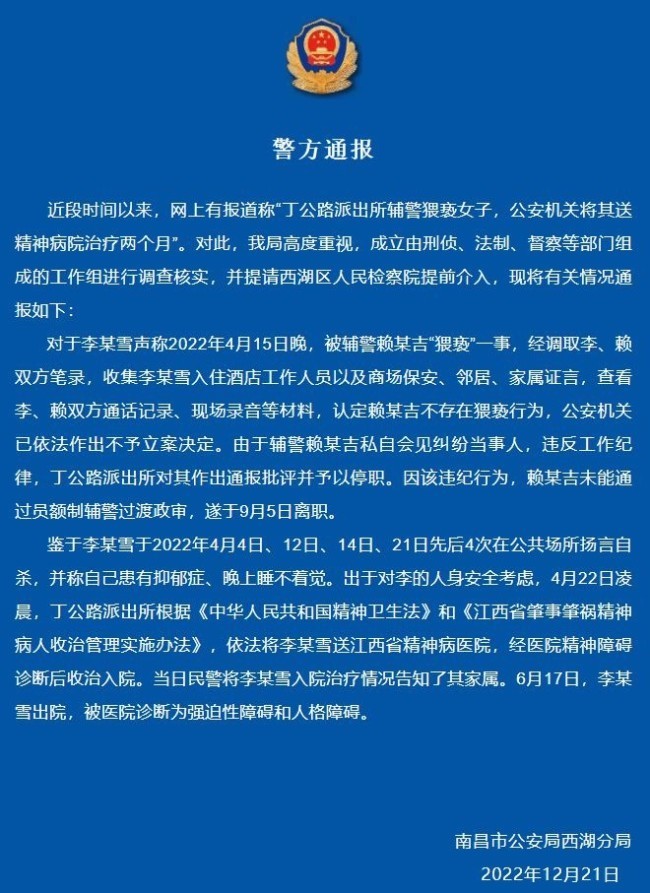 警方通报
近段时间以来，网上有报道称“丁公路派出所辅警猥亵女子，公安机关将其送
精神病院治疗两个月”。对此，我局高度重视，成立由刑侦、法制、督察等部门组
成的工作组进行调查核实，并提请西湖区人民检察院提前介入，现将有关情况通
报如下：
对于李某雪声称2022年4月15日晚，被辅警赖某吉“猥亵”一事，经调取李、赖
双方笔录，收集李某雪入住酒店工作人员以及商场保安、邻居、家属证言，查看
李、赖双方通话记录、现场录音等材料，认定赖某吉不存在猥亵行为，公安机关
已依法作出不予立案决定。由于辅警赖某吉私自会见纠纷当事人，违反工作纪
律，丁公路派出所对其作出通报批评并予以停职。因该违纪行为，赖某吉未能通
过员额制辅警过渡政审，遂于9月5日离职。
鉴于李某雪于2022年4月4日、12日、14日、21日先后4次在公共场所扬言自
杀，并称自己患有抑郁症、晚上睡不着觉。出于对李的人身安全考虑，4月22日凌
晨，丁公路派出所根据《中华人民共和国精神卫生法》和《江西省肇事肇祸精神
病人收治管理实施办法》，依法将李某雪送江西省精神病医院，经医院精神障碍
诊断后收治入院。当日民警将李某雪入院治疗情况告知了其家属。6月17日，李某
雪出院，被医院诊断为强迫性障碍和人格障碍。
南昌市公安局西湖分局
2022年12月21日